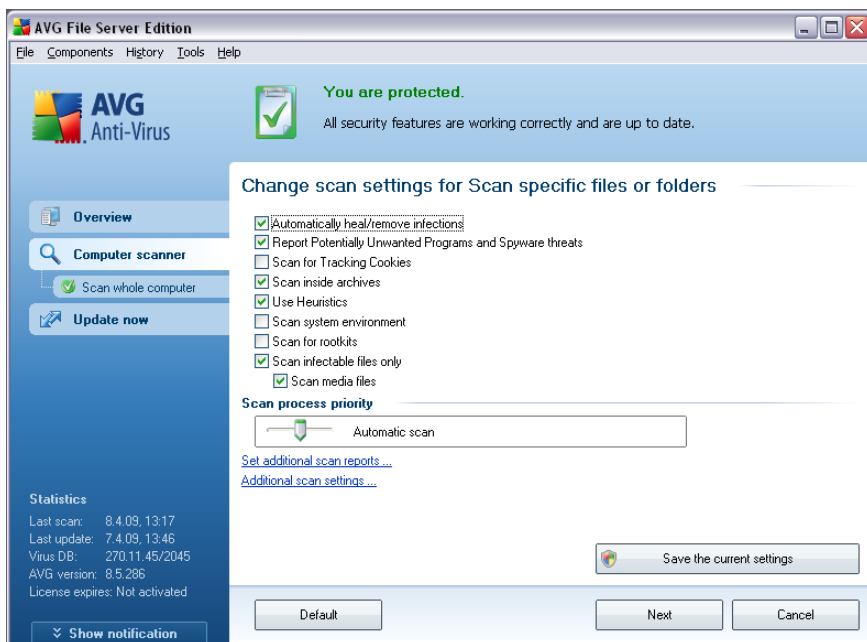 AVG File Server Edition
File Components History Tools Help
AVG
Anti-Virus
You are protected.
All security features are working correctly and are up to date.
Overview
Computer scanner
Scan whole computer
Update now
Change scan settings for Scan specific files or folders
Automatically heal/remove infections
Report Potentially Unwanted Programs and Spyware threats
Scan for Tracking Cookies
Scan inside archives
Use Heuristics
Scan system environment
Scan for rootkits
Scan infectable files only
Scan media files
Scan process priority
Automatic scan
Set additional scan reports ...
Additional scan settings ...
Statistics
Last scan: 8.4.09, 13:17
Last update: 7.4.09, 13:46
Virus DB: 270.11.45/2045
AVG version: 8.5.286
License expires: Not activated
Show notification
Save the current settings
Default
Next
Cancel